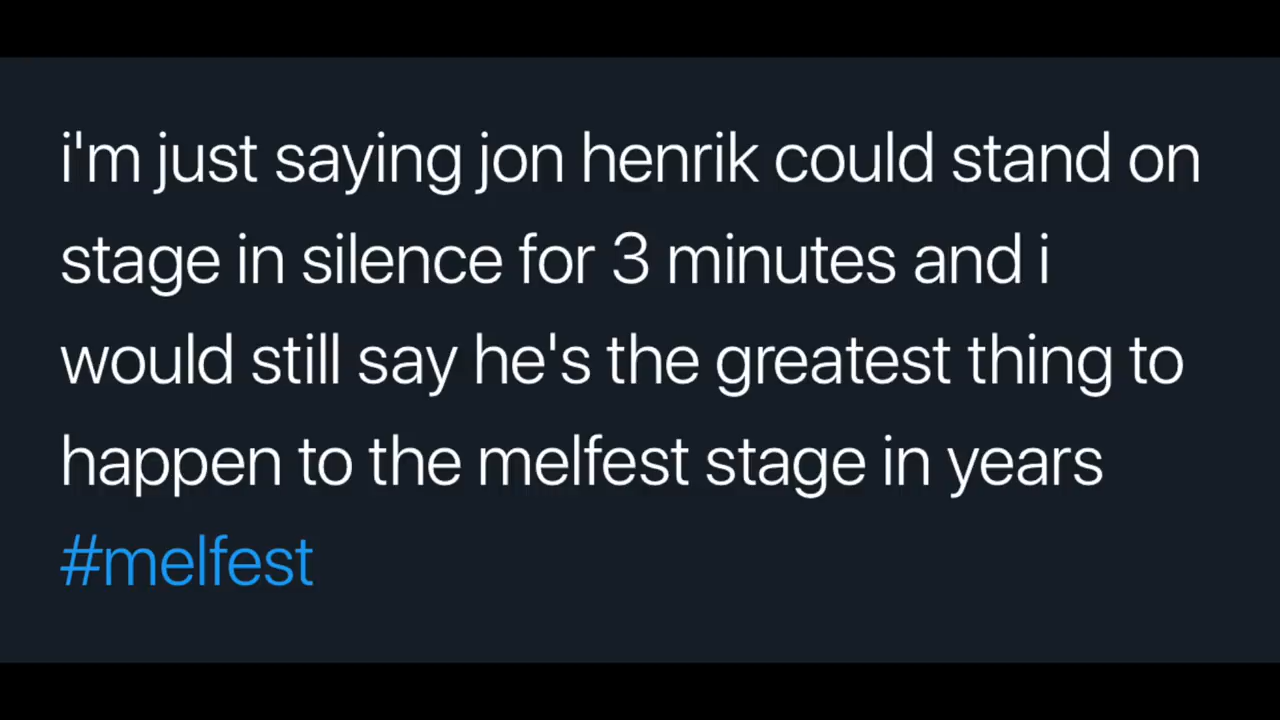 i'm just saying jon henrik could stand on
stage in silence for 3 minutes and i
would still say he's the greatest thing to
happen to the melfest stage in years
#melfest